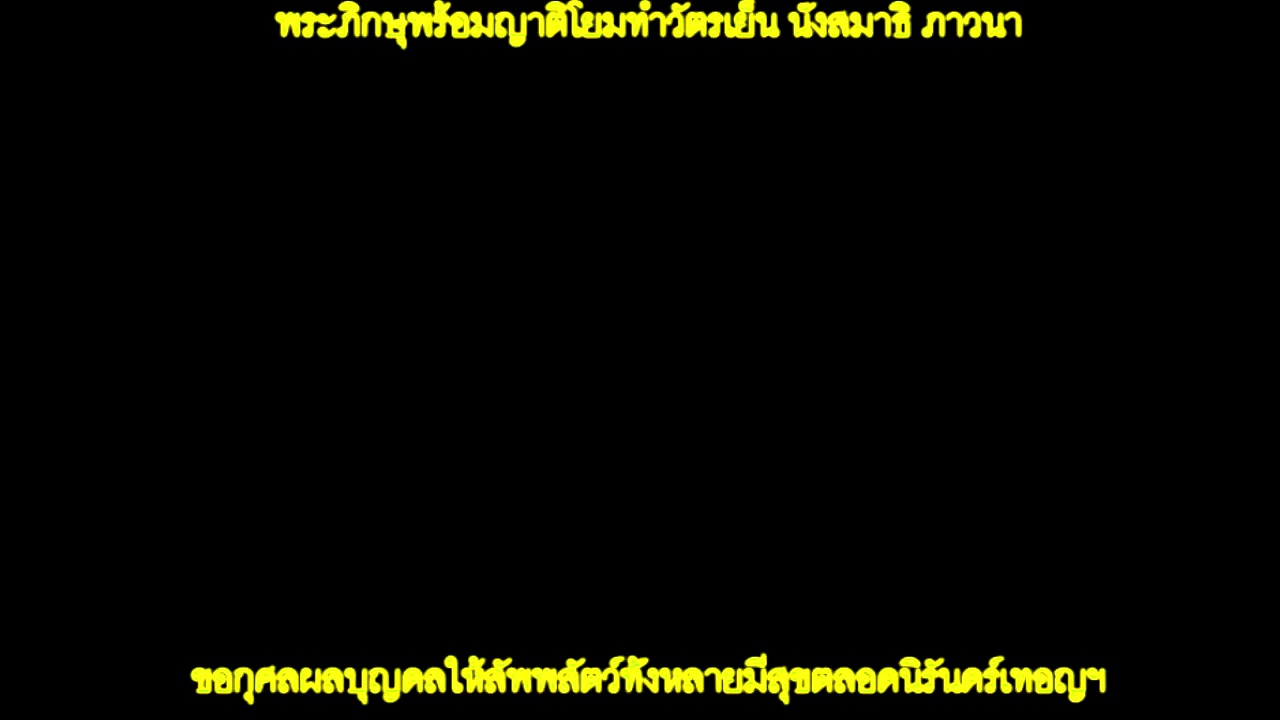 พระภิกษุพร้อมญาติโยมทำวัตรเย็น นั่งสมาธิ ภาวนา
ขอกุศลผลบุญดลให้สัพพสัตว์ทั้งหลายมีสุขตลอดนิรันดร์เทอญฯ